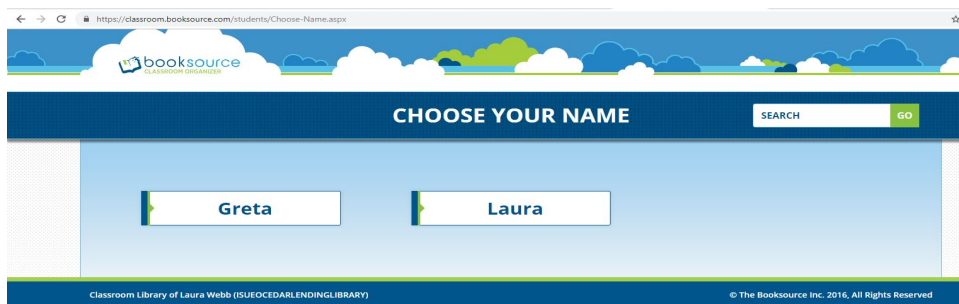 https://classroom.booksource.com/students/Choose-Name.aspx
booksource
CLASSROOM ORGANIZER
CHOOSE YOUR NAME
SEARCH GO
Greta Laura
Classroom Library of Laura Webb (ISUEOCEDARLENDINGLIBRARY) © The Booksource Inc. 2016, All Rights Reserved